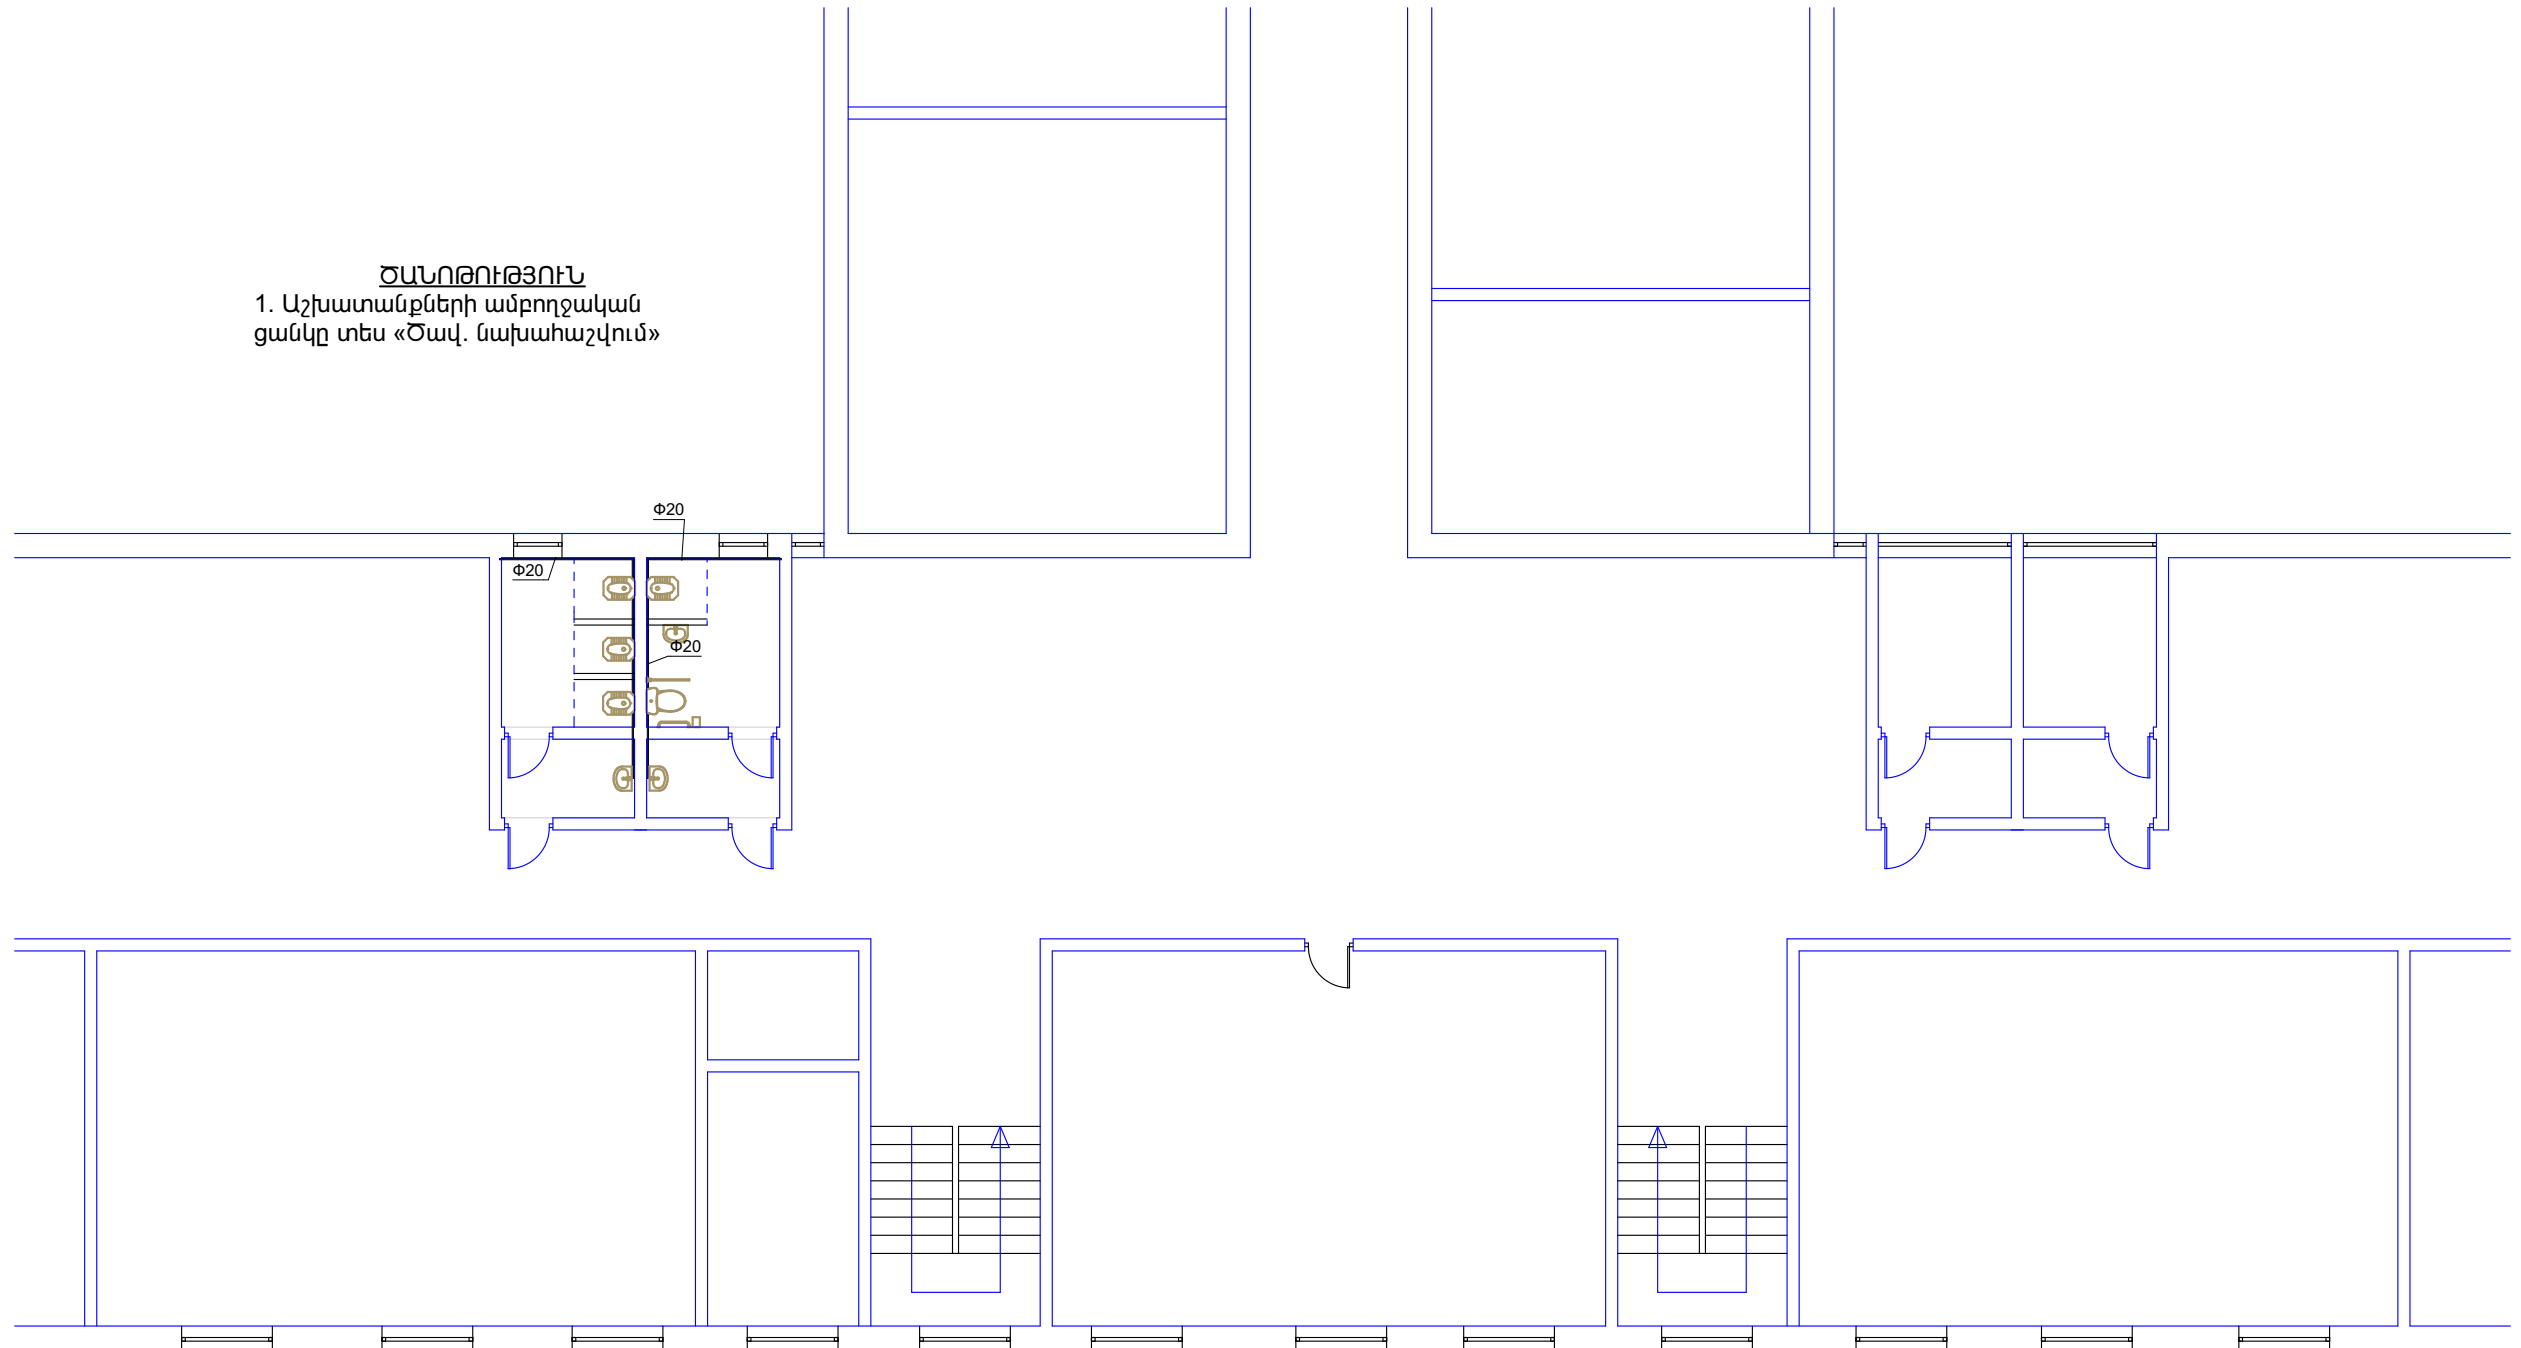 ԾԱՆՈԹՈՒԹՅՈՒՆ
1. Աշխատանքների ամբողջական
ցանկը տես «Ծավ. նախահաշվում»
Φ20
Φ20
Φ20